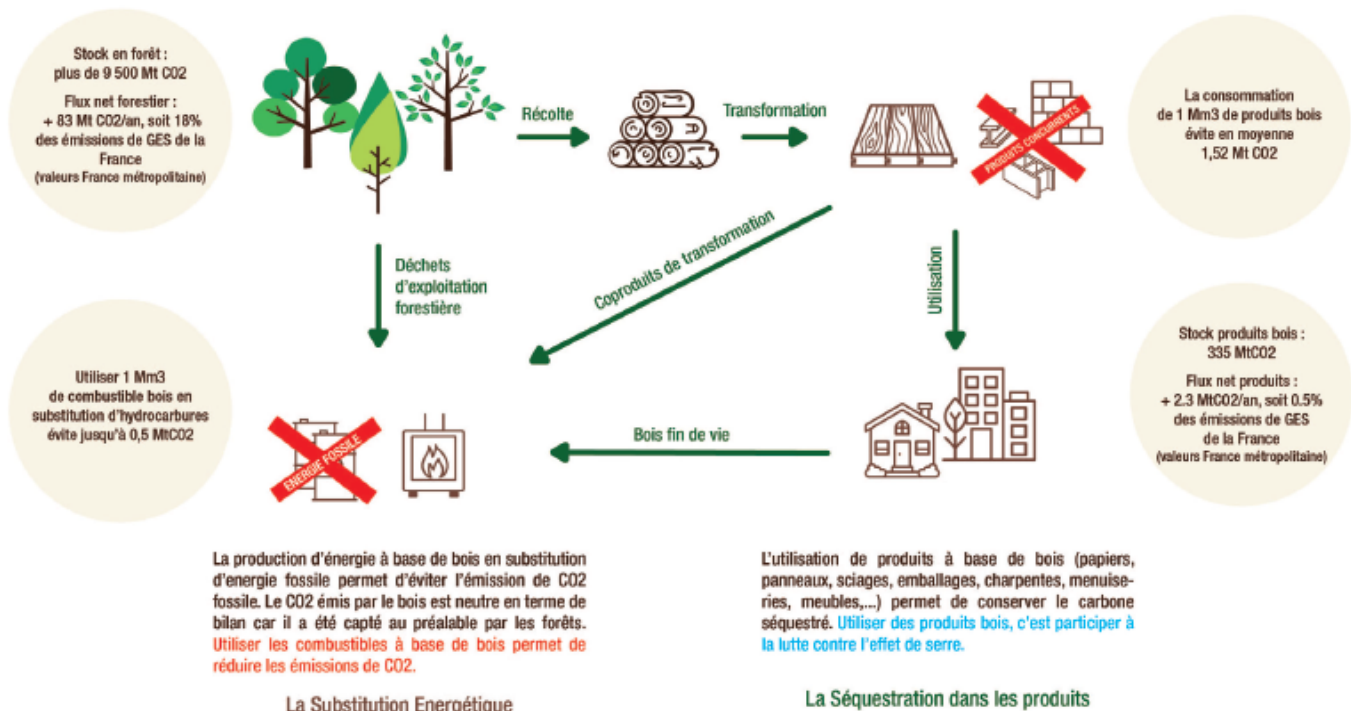 Stock en forêt :
plus de 9 500 Mt CO2
Flux net forestier :
+ 83 Mt CO2/an, soit 18%
des émissions de GES de la
France
(valeurs France métropolitaine)
Récolte
Transformation
PRODUITS CONCURRENTS
La consommation
de 1 Mm3 de produits bois
évite en moyenne
1,52 Mt CO2
Déchets
d'exploitation
forestière
Coproduits de transformation
Utilisation
Utiliser 1 Mm3
de combustible bois en
substitution d'hydrocarbures
évite jusqu'à 0,5 MtCO2
ENERGIE FOSSILE
Bois fin de vie
Stock produits bois :
335 MtCO2
Flux net produits :
+ 2.3 MtCO2/an, soit 0.5%
des émissions de GES
de la France
(valeurs France métropolitaine)
La production d'énergie à base de bois en substitution
d'energie fossile permet d'éviter l'émission de CO2
fossile. Le CO2 émis par le bois est neutre en terme de
bilan car il a été capté au préalable par les forêts.
Utiliser les combustibles à base de bois permet de
réduire les émissions de CO2.
La Substitution Energétique
L'utilisation de produits à base de bois (papiers,
panneaux, sciages, emballages, charpentes, menuise-
ries, meubles,...) permet de conserver le carbone
séquestré. Utiliser des produits bois, c'est participer à
la lutte contre l'effet de serre.
La Séquestration dans les produits